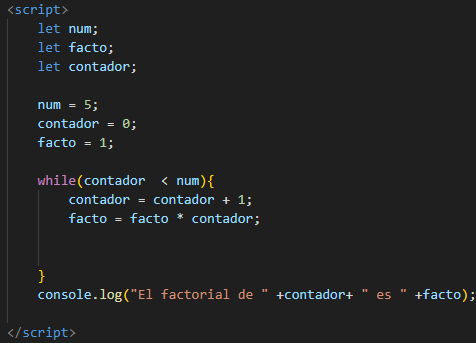 <script>
let num;
let facto;
let contador;
num = 5;
contador = 0;
facto = 1;
while(contador  < num){
contador = contador + 1;
facto = facto * contador;
}
console.log("El factorial de " +contador+ " es " +facto);
</script>